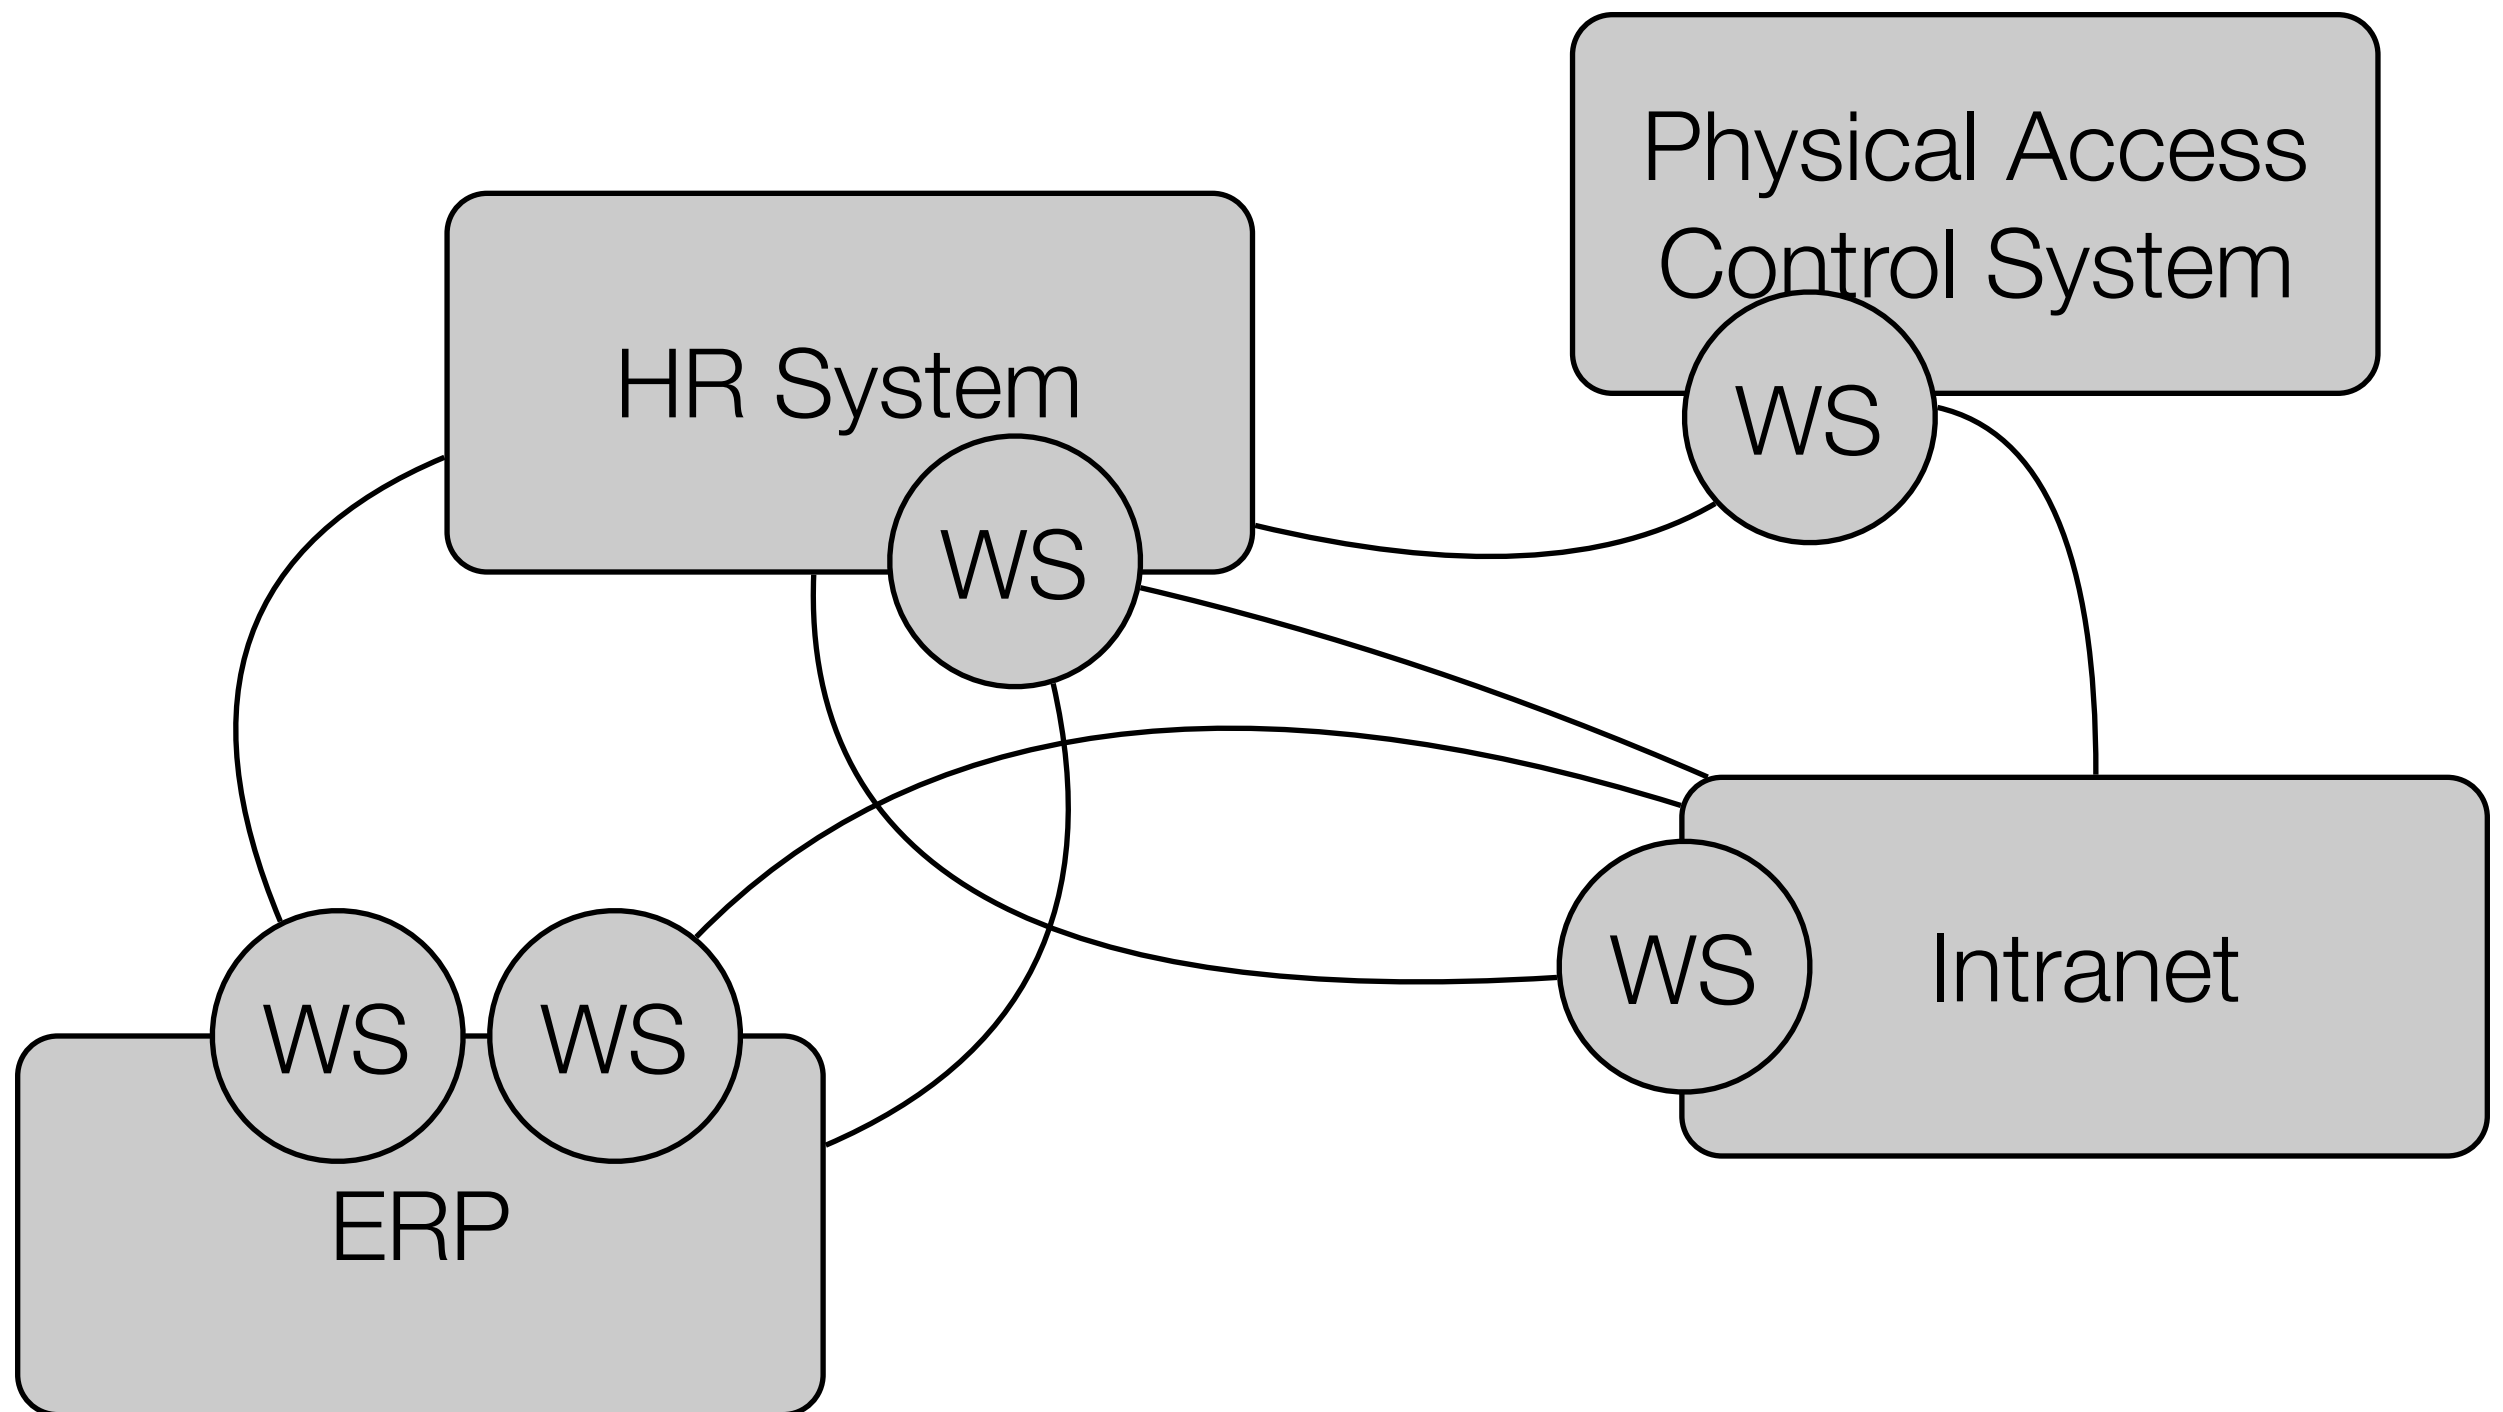 Physical Access
Control System
WS
HR System
WS
WS
Intranet
WS
WS
ERP